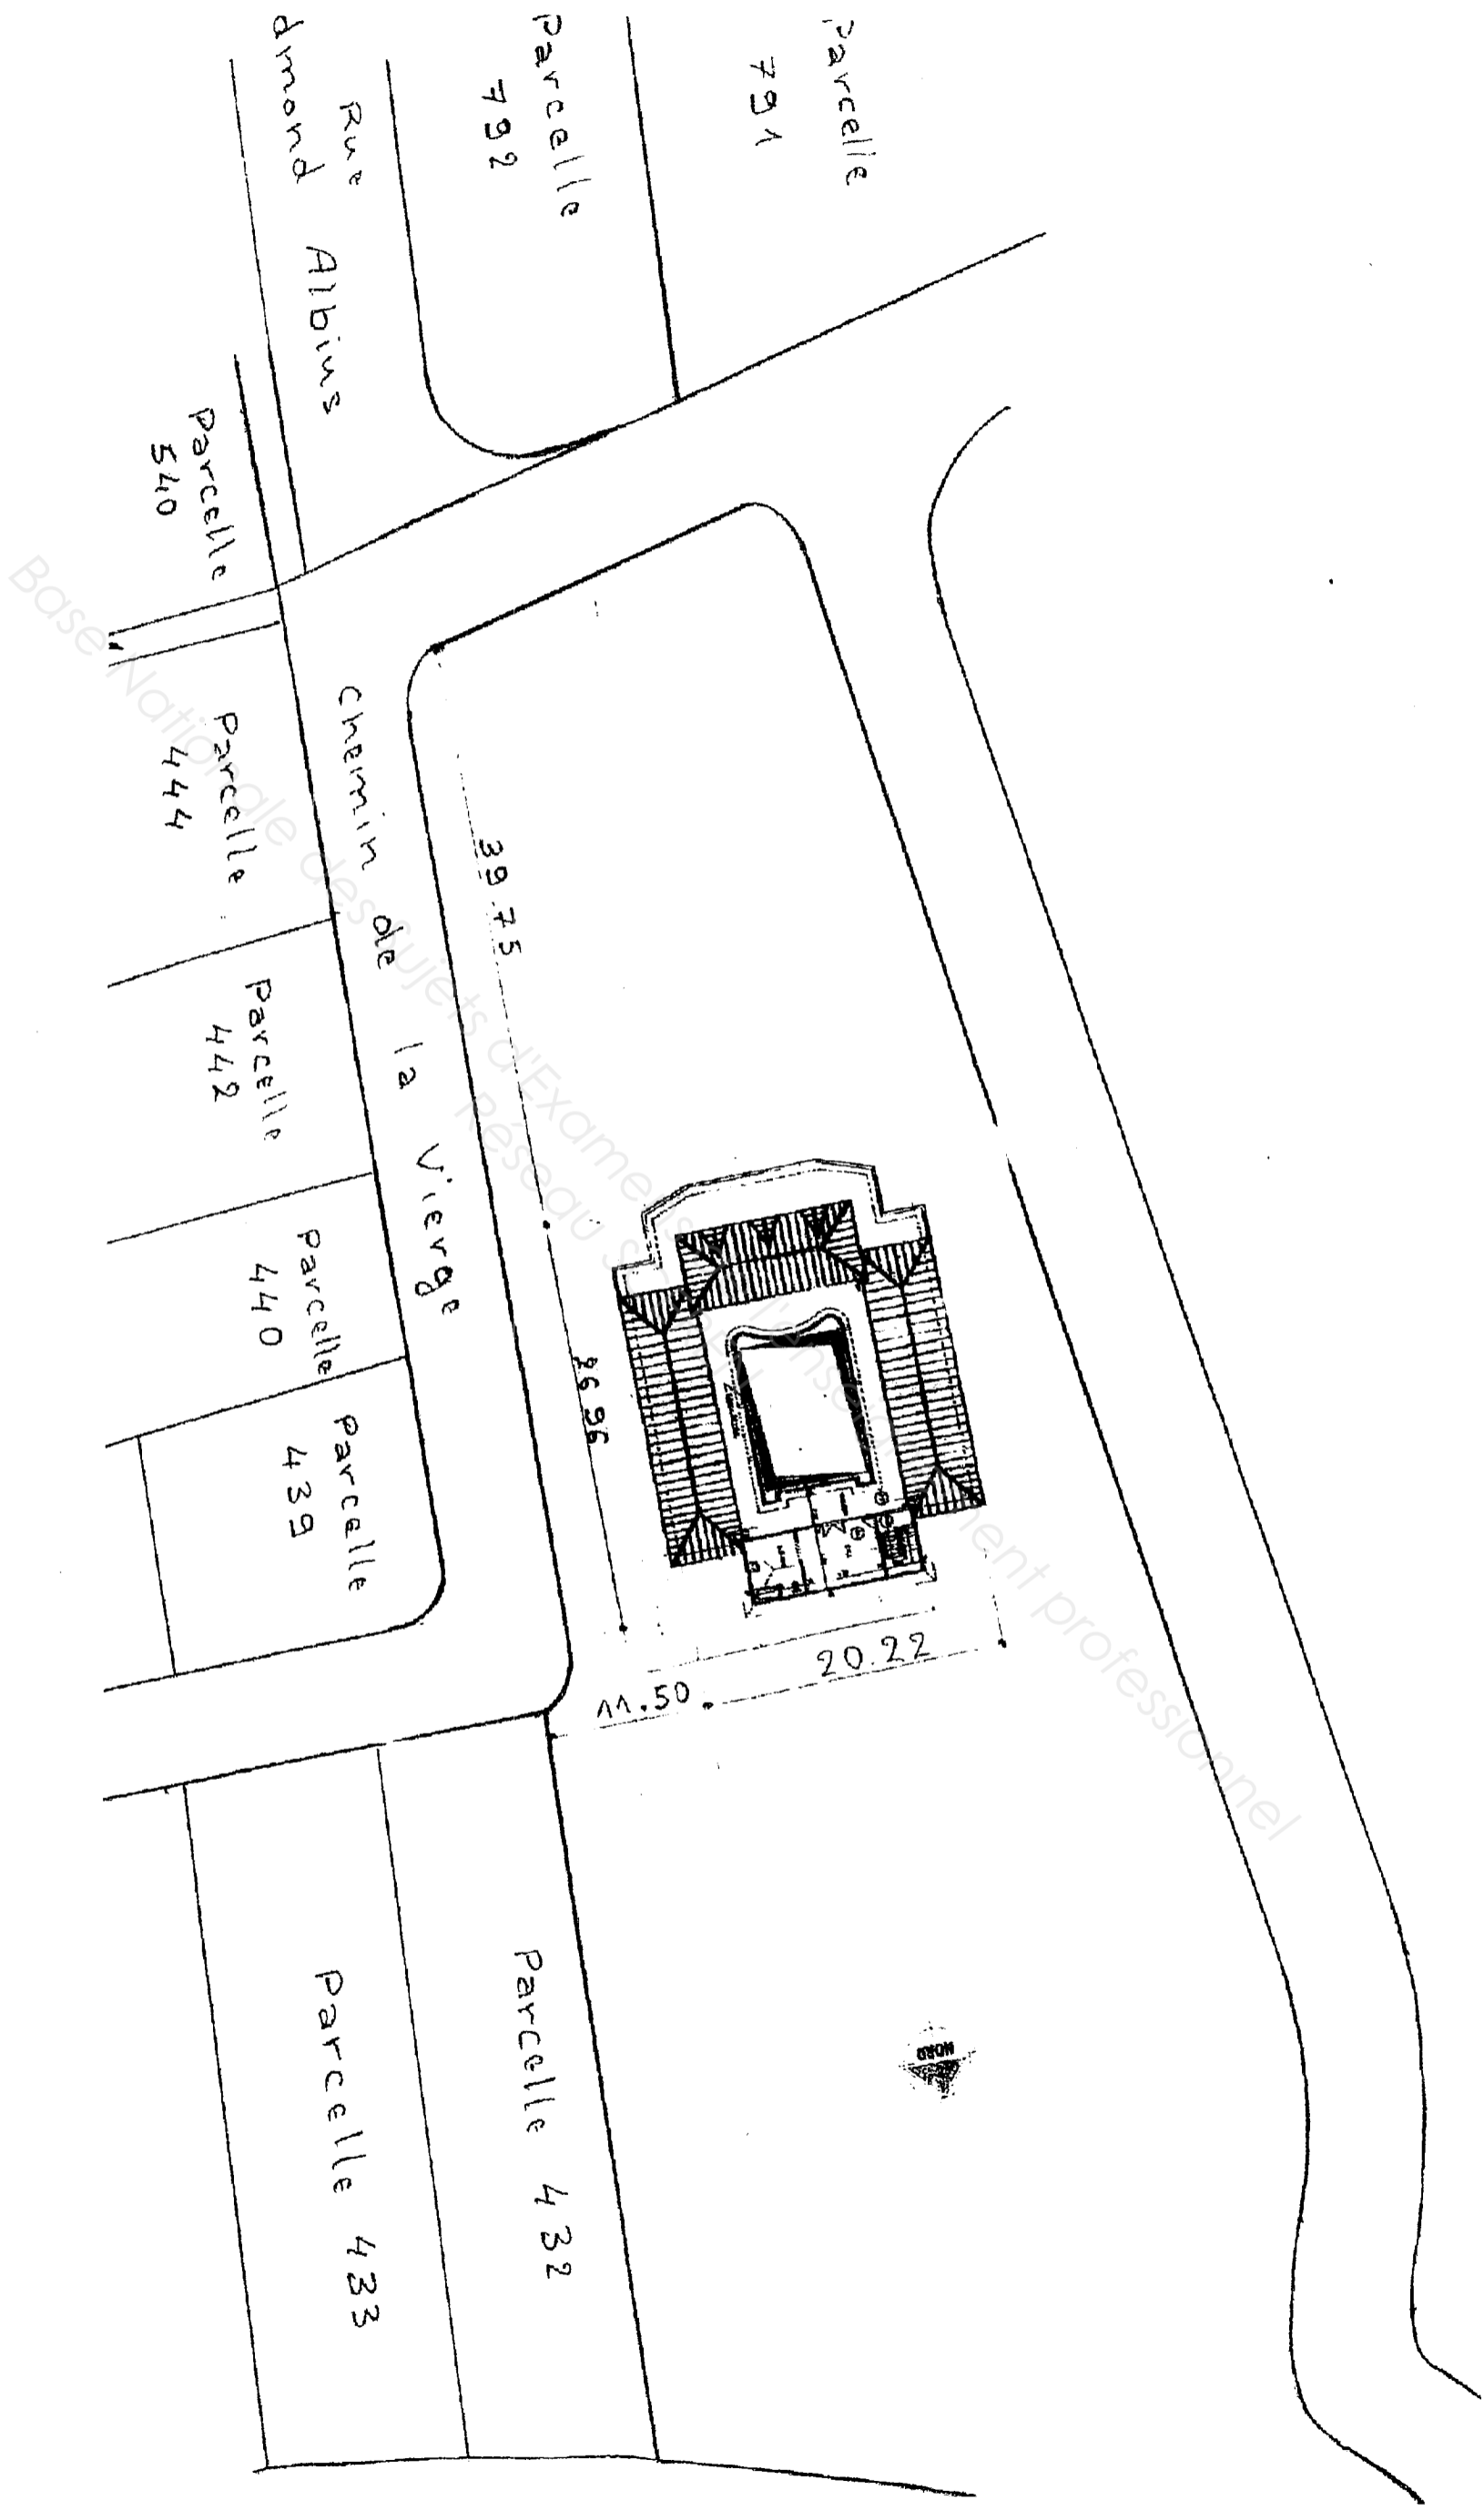 Parcelle
791
Parcelle
792
Rue
dmond Albius
Parcelle
540
Parcelle
444
Parcelle
442
Parcelle
440
Parcelle
439
chemin de la Vierge
39.75
26.96
20.22
11.50
Parcelle 432
Parcelle 433
NORD
Base Nationale des Sujets d'Examens de l'enseignement professionnel
Réseau